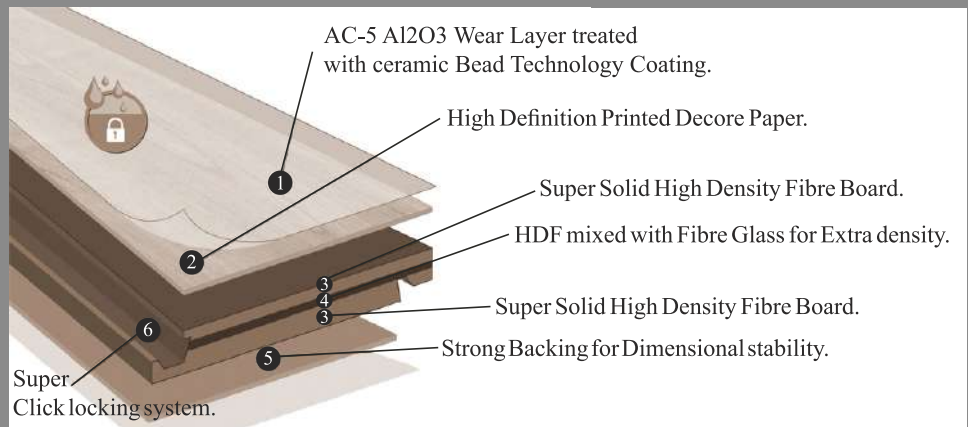 AC-5 Al2O3 Wear Layer treated
with ceramic Bead Technology Coating.
High Definition Printed Decore Paper.
1
Super Solid High Density Fibre Board.
HDF mixed with Fibre Glass for Extra density.
2
3
4
3
Super Solid High Density Fibre Board.
6
Strong Backing for Dimensional stability.
5
Super
Click locking system.